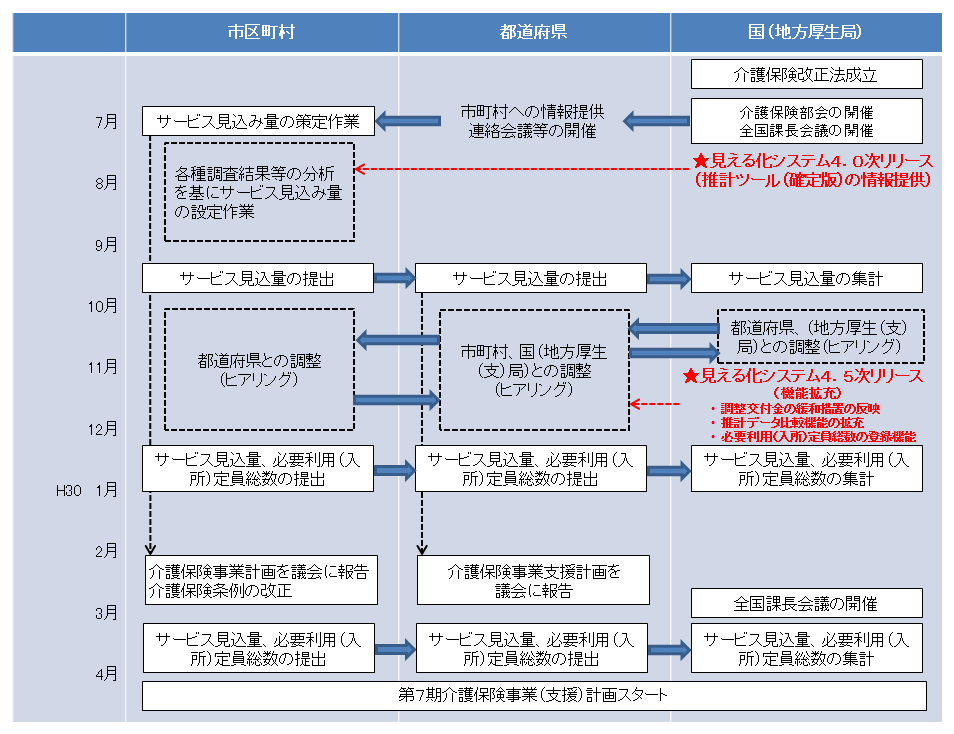 市区町村
都道府県
国（地方厚生局）
介護保険改正法成立
7月
サービス見込み量の策定作業
市町村への情報提供
連絡会議等の開催
介護保険部会の開催
全国課長会議の開催
★見える化システム４．０次リリース
（推計ツール（確定版）の情報提供）
8月
各種調査結果等の分析
を基にサービス見込み量
の設定作業
9月
サービス見込量の提出
サービス見込量の提出
サービス見込量の集計
10月
都道府県との調整
（ヒアリング）
市町村、国（地方厚生
（支）局）との調整
（ヒアリング）
都道府県、（地方厚生（支）
局）との調整（ヒアリング）
11月
★見える化システム４．５次リリース
（機能拡充）
・ 調整交付金の緩和措置の反映
・ 推計データ比較機能の拡充
・ 必要利用（入所）定員総数の登録機能
12月
サービス見込量、必要利用（入
所）定員総数の提出
サービス見込量、必要利用（入
所）定員総数の提出
サービス見込量、必要利用（入
所）定員総数の集計
H30 1月
2月
介護保険事業計画を議会に報告
介護保険条例の改正
介護保険事業支援計画を
議会に報告
3月
全国課長会議の開催
サービス見込量、必要利用（入
所）定員総数の提出
サービス見込量、必要利用（入
所）定員総数の提出
サービス見込量、必要利用（入
所）定員総数の集計
4月
第７期介護保険事業（支援）計画スタート